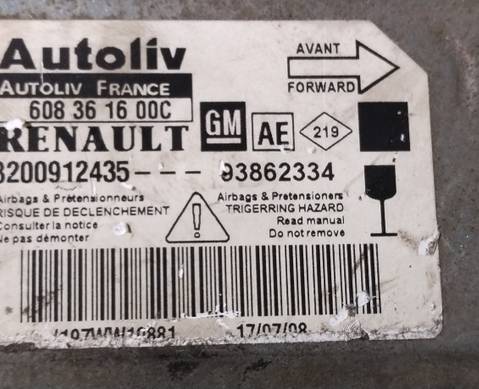 Autoliv
AVANT
FORWARD
AUTOLIV FRANCE
608 36 16 00C
RENAULT GM AE 219
8200912435--- 93862334
Airbags & Prétensionneurs
RISQUE DE DECLENCHEMENT
Consulter la notice
Ne pas démonter
Airbags & Pretensioners
TRIGERRING HAZARD
Read manual
Do not remove
17/07/08